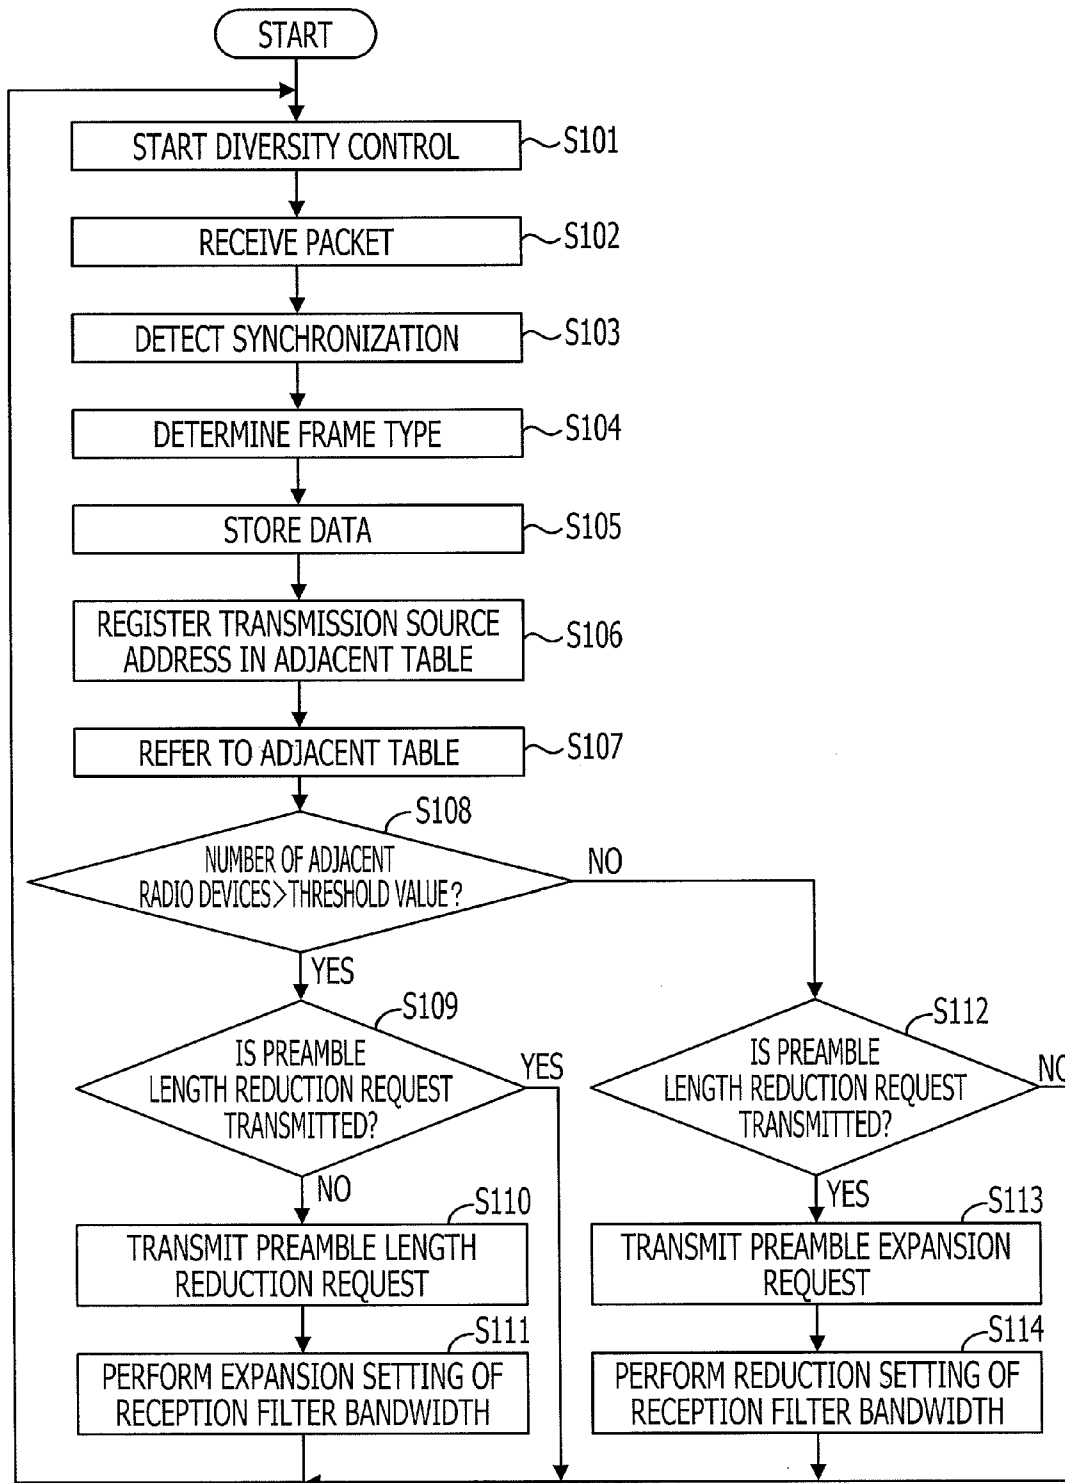 START
START DIVERSITY CONTROL
S101
RECEIVE PACKET
S102
DETECT SYNCHRONIZATION
S103
DETERMINE FRAME TYPE
S104
STORE DATA
S105
REGISTER TRANSMISSION SOURCE
ADDRESS IN ADJACENT TABLE
S106
REFER TO ADJACENT TABLE
S107
S108
NUMBER OF ADJACENT
RADIO DEVICES>THRESHOLD VALUE?
NO
YES
S109
IS PREAMBLE
LENGTH REDUCTION REQUEST
TRANSMITTED?
YES
NO
S110
TRANSMIT PREAMBLE LENGTH
REDUCTION REQUEST
S111
PERFORM EXPANSION SETTING OF
RECEPTION FILTER BANDWIDTH
S112
IS PREAMBLE
LENGTH REDUCTION REQUEST
TRANSMITTED?
NO
YES
S113
TRANSMIT PREAMBLE EXPANSION
REQUEST
S114
PERFORM REDUCTION SETTING OF
RECEPTION FILTER BANDWIDTH